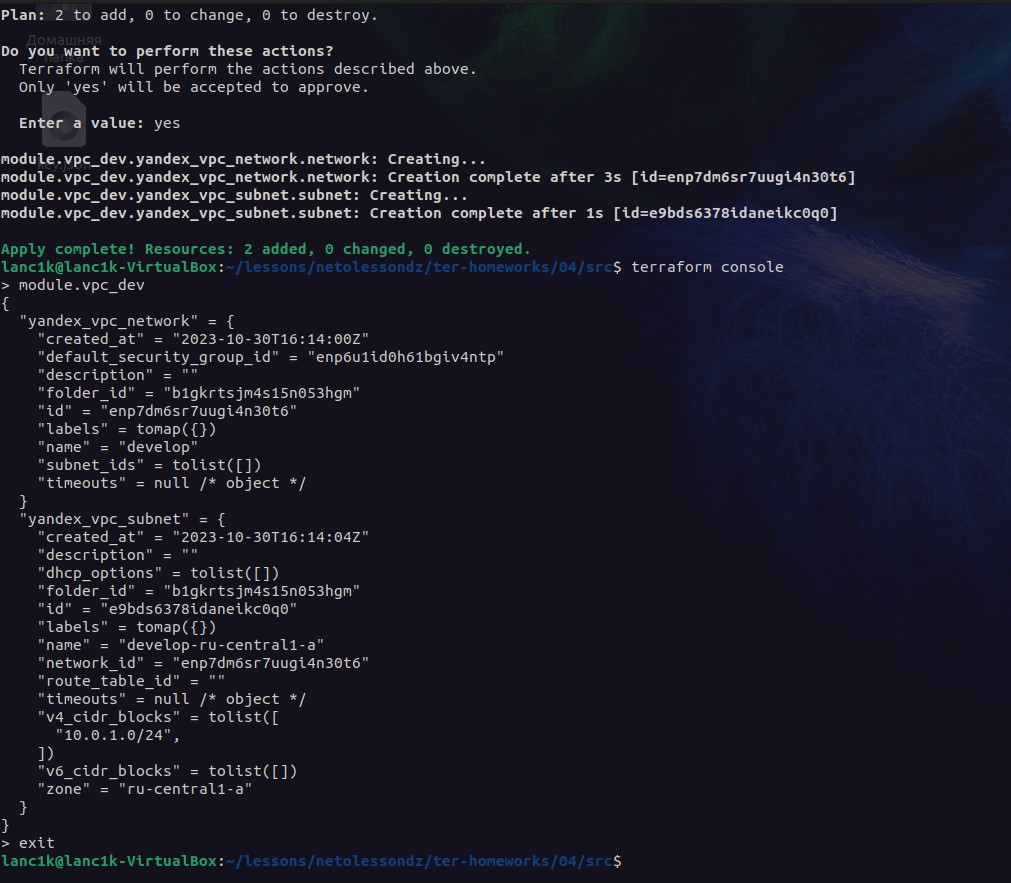 Plan: 2 to add, 0 to change, 0 to destroy.
Домашняя
папка
Do you want to perform these actions?
  Terraform will perform the actions described above.
  Only 'yes' will be accepted to approve.
  Enter a value: yes
module.vpc_dev.yandex_vpc_network.network: Creating...
module.vpc_dev.yandex_vpc_network.network: Creation complete after 3s [id=enp7dm6sr7uugi4n30t6]
module.vpc_dev.yandex_vpc_subnet.subnet: Creating...
module.vpc_dev.yandex_vpc_subnet.subnet: Creation complete after 1s [id=e9bds6378idaneikc0q0]
Apply complete! Resources: 2 added, 0 changed, 0 destroyed.
lanc1k@lanc1k-VirtualBox:~/lessons/netolessondz/ter-homeworks/04/src$ terraform console
> module.vpc_dev
{
  "yandex_vpc_network" = {
    "created_at" = "2023-10-30T16:14:00Z"
    "default_security_group_id" = "enp6u1id0h61bgiv4ntp"
    "description" = ""
    "folder_id" = "b1gkrtsjm4s15n053hgm"
    "id" = "enp7dm6sr7uugi4n30t6"
    "labels" = tomap({})
    "name" = "develop"
    "subnet_ids" = tolist([])
    "timeouts" = null /* object */
  }
  "yandex_vpc_subnet" = {
    "created_at" = "2023-10-30T16:14:04Z"
    "description" = ""
    "dhcp_options" = tolist([])
    "folder_id" = "b1gkrtsjm4s15n053hgm"
    "id" = "e9bds6378idaneikc0q0"
    "labels" = tomap({})
    "name" = "develop-ru-central1-a"
    "network_id" = "enp7dm6sr7uugi4n30t6"
    "route_table_id" = ""
    "timeouts" = null /* object */
    "v4_cidr_blocks" = tolist([
      "10.0.1.0/24",
    ])
    "v6_cidr_blocks" = tolist([])
    "zone" = "ru-central1-a"
  }
}
> exit
lanc1k@lanc1k-VirtualBox:~/lessons/netolessondz/ter-homeworks/04/src$